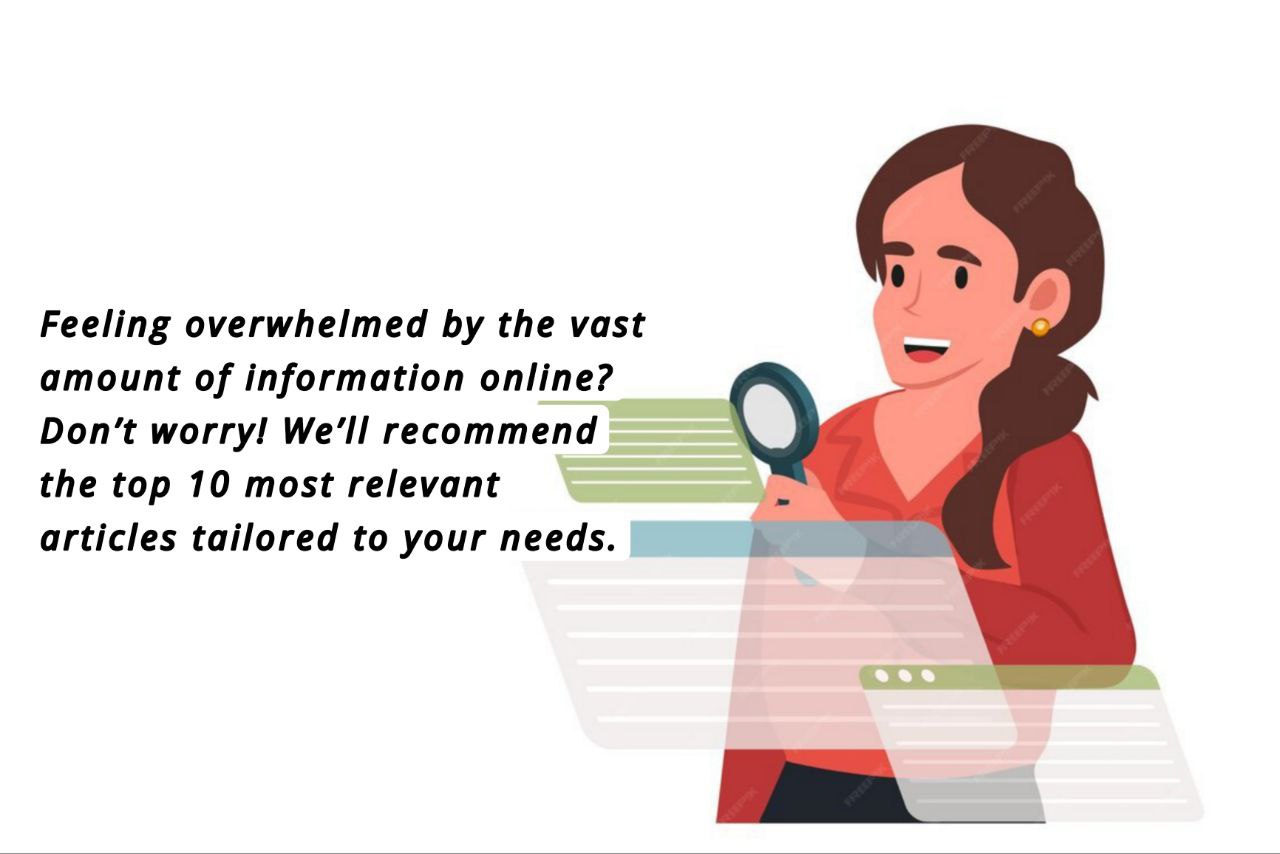 Feeling overwhelmed by the vast
amount of information online?
Don’t worry! We’ll recommend
the top 10 most relevant
articles tailored to your needs.